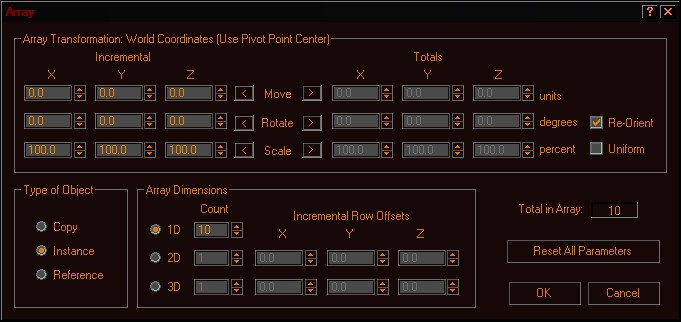 Array ? ×
Array Transformation: World Coordinates (Use Pivot Point Center)
Incremental Totals
X Y Z X Y Z
0.0 0.0 0.0 < Move > 0.0 0.0 0.0 units
0.0 0.0 0.0 < Rotate > 0.0 0.0 0.0 degrees Re-Orient
100.0 100.0 100.0 < Scale > 100.0 100.0 100.0 percent Uniform
Type of Object
Copy
Instance
Reference
Array Dimensions
Count Incremental Row Offsets
X Y Z
1D 10
2D 1 0.0 0.0 0.0
3D 1 0.0 0.0 0.0
Total in Array: 10
Reset All Parameters
OK Cancel